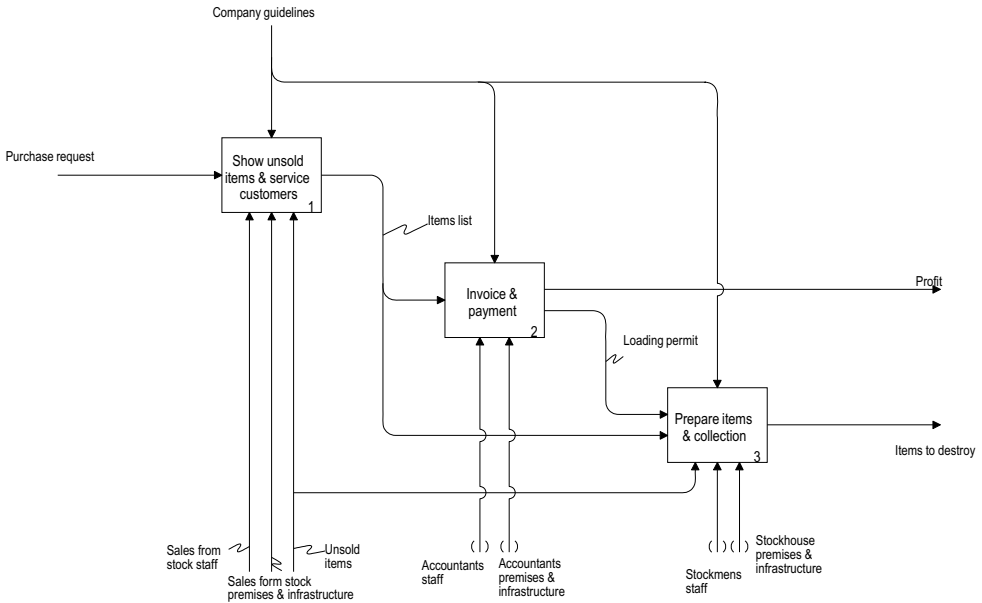 Company guidelines
Purchase request
Show unsold
items & service
customers
1
Items list
Invoice &
payment
2
Profit
Loading permit
Prepare items
& collection
3
Items to destroy
Sales from
stock staff
Sales form stock
premises & infrastructure
Unsold
items
Accountants
staff
Accountants
premises &
infrastructure
Stockmens
staff
Stockhouse
premises &
infrastructure